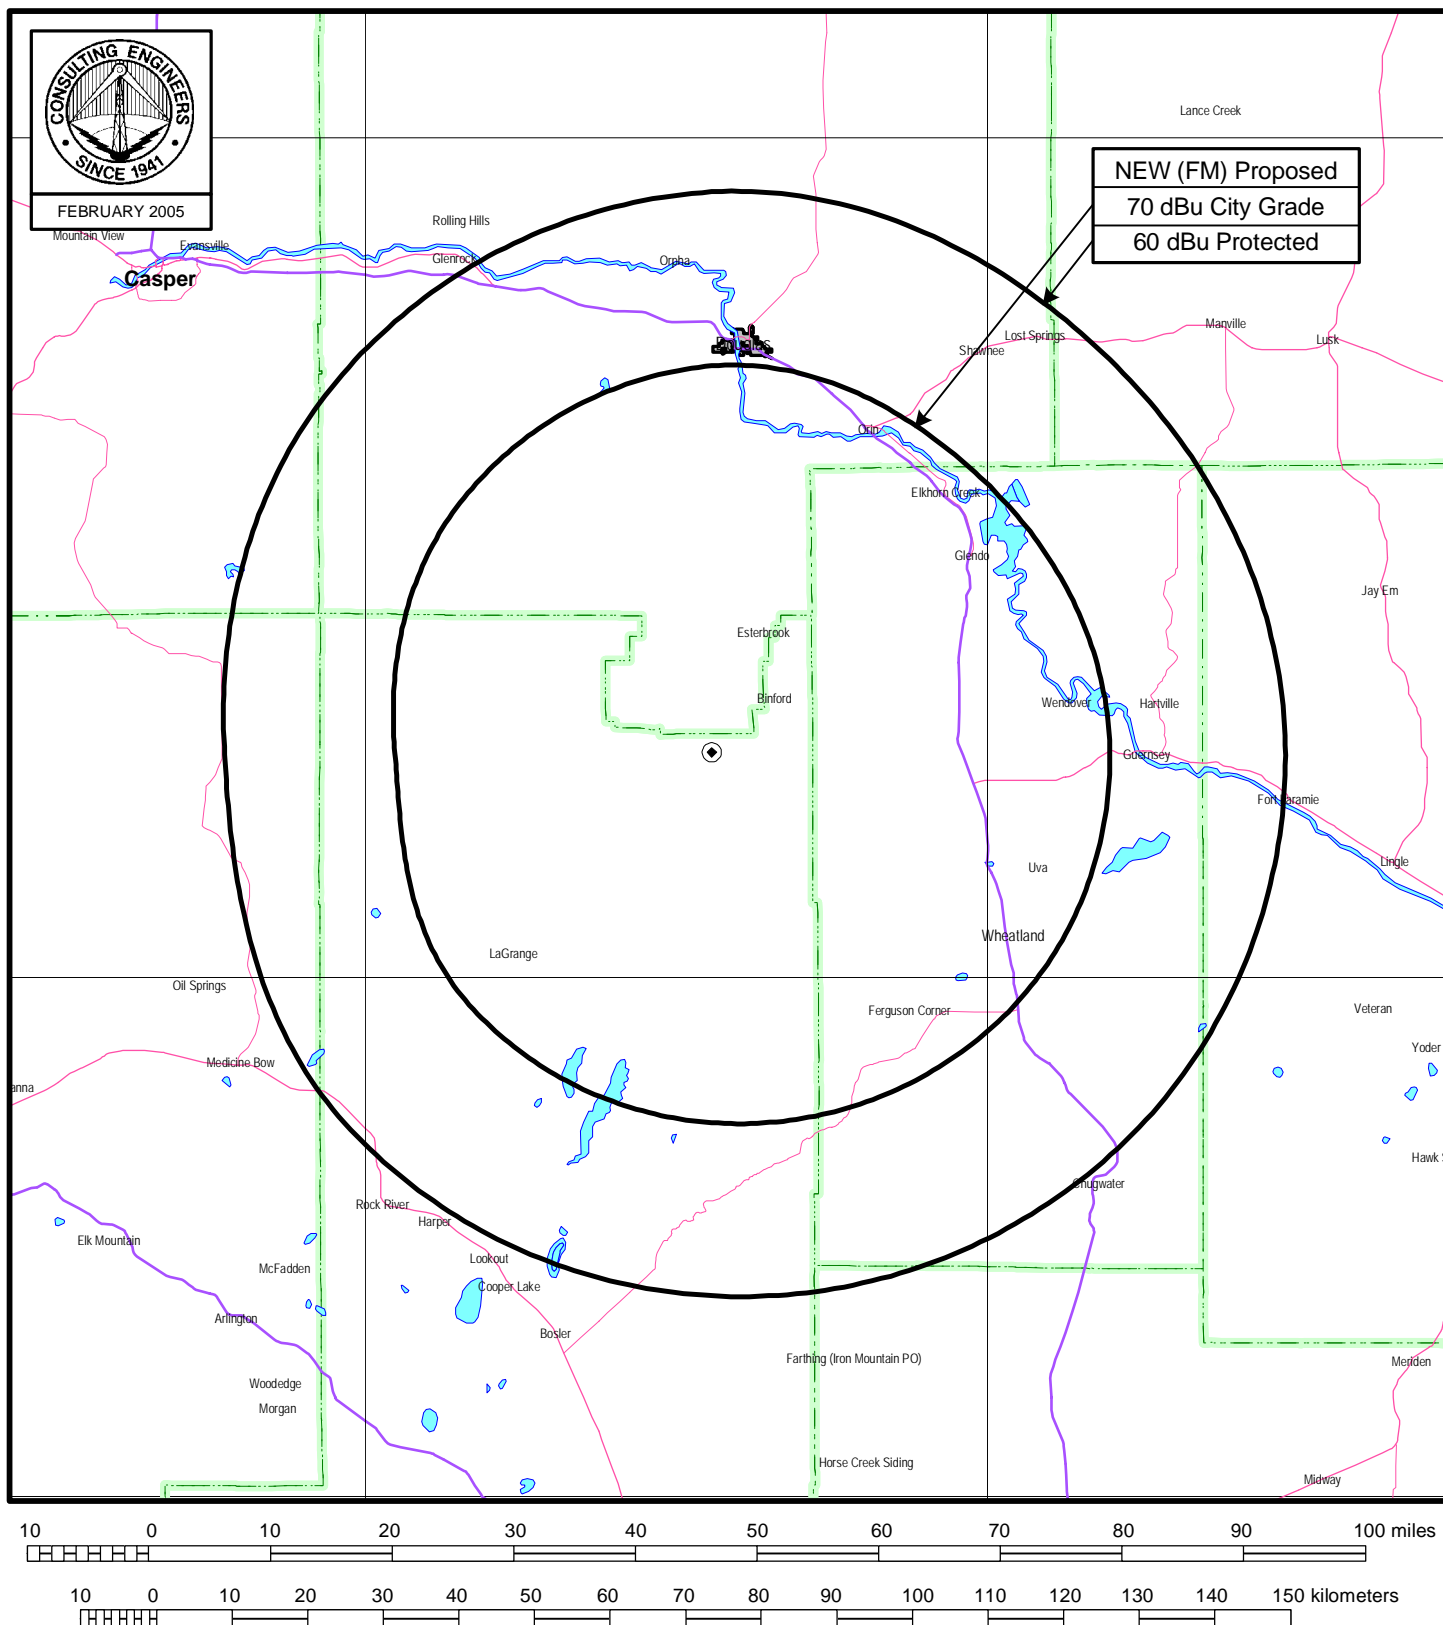 CONSULTING ENGINEERS
• SINCE 1941 •
FEBRUARY 2005
Lance Creek
NEW (FM) Proposed
70 dBu City Grade
60 dBu Protected
Rolling Hills
Mountain View
Evansville
Casper
Glenrock
Orpha
Douglas
Manville
Lost Springs
Lusk
Shawnee
Orin
Elkhorn Creek
Glendo
Jay Em
Esterbrook
Binford
Wendover
Hartville
Guernsey
Fort Laramie
Lingle
Uva
Wheatland
LaGrange
Oil Springs
Ferguson Corner
Veteran
Yoder
Medicine Bow
anna
Hawk S
Chugwater
Rock River
Harper
Elk Mountain
Lookout
McFadden
Cooper Lake
Arlington
Bosler
Farthing (Iron Mountain PO)
Meriden
Woodedge
Morgan
Horse Creek Siding
Midway
10 0 10 20 30 40 50 60 70 80 90 100 miles
10 0 10 20 30 40 50 60 70 80 90 100 110 120 130 140 150 kilometers